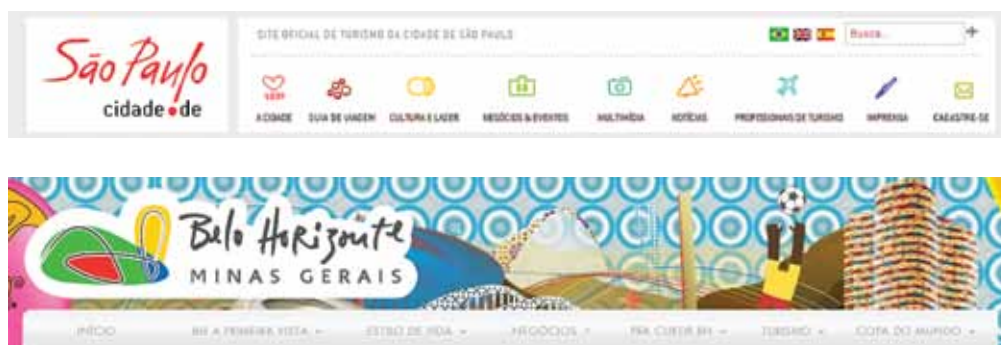 SITE OFICIAL DE TURISMO DA CIDADE DE SÃO PAULO
Busca...
São Paulo
cidade de
A CIDADE GUIA DE VIAGEM CULTURA E LAZER NEGÓCIOS & EVENTOS MULTIMÍDIA NOTÍCIAS PROFISSIONAIS DE TURISMO IMPRENSA CADASTRE-SE
Belo Horizonte
MINAS GERAIS
INÍCIO BH A PRIMEIRA VISTA ESTILO DE VIDA NEGÓCIOS PRA CURTIR BH TURISMO COPA DO MUNDO